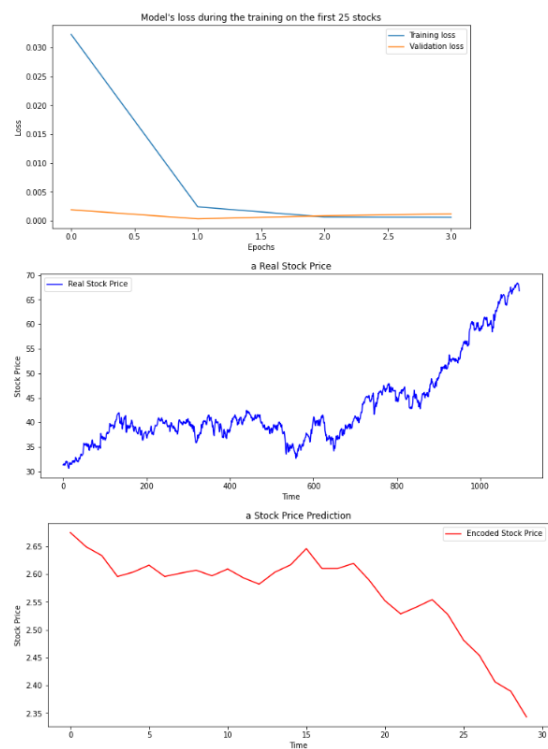 Model's loss during the training on the first 25 stocks
Training loss
Validation loss
0.030
0.025
0.020
0.015
0.010
0.005
0.000
Loss
0.0 0.5 1.0 1.5 2.0 2.5 3.0
Epochs
a Real Stock Price
Real Stock Price
70
65
60
55
50
45
40
35
30
Stock Price
0 200 400 600 800 1000
Time
a Stock Price Prediction
Encoded Stock Price
2.65
2.60
2.55
2.50
2.45
2.40
2.35
Stock Price
0 5 10 15 20 25 30
Time